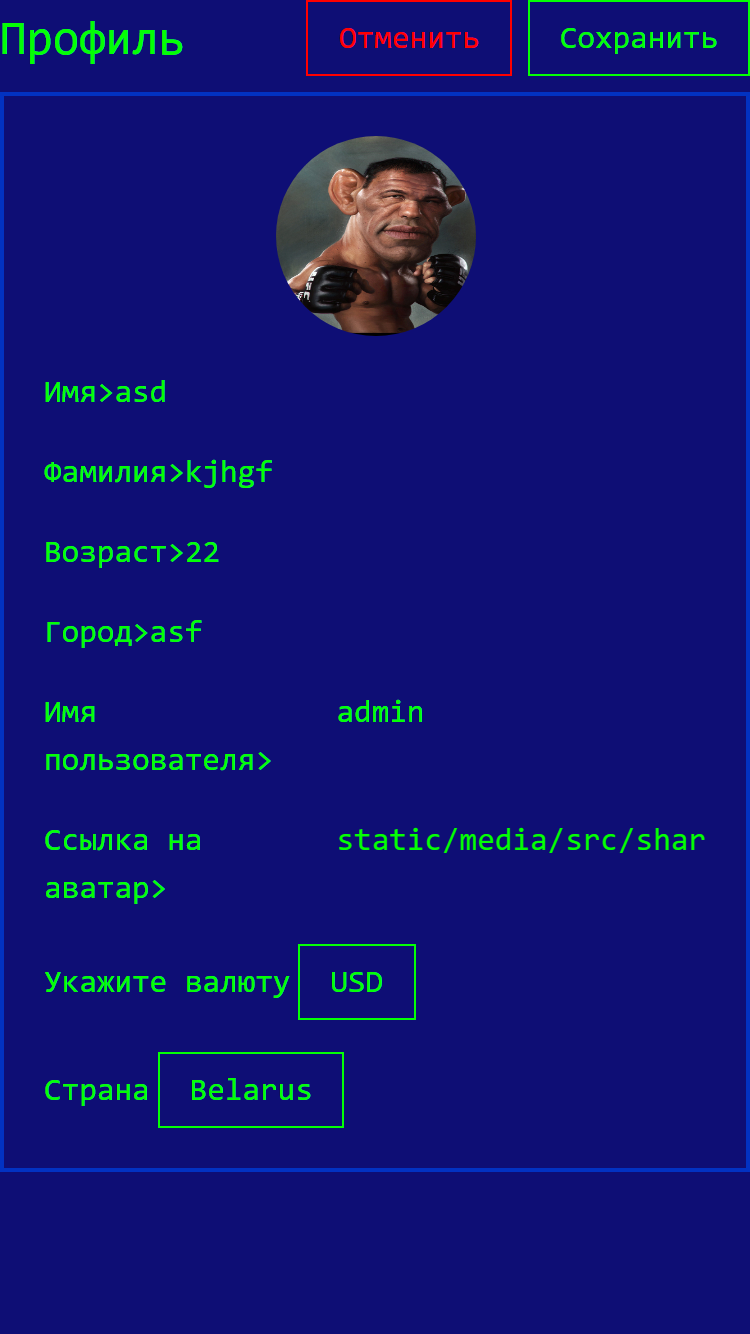 Профиль Отменить Сохранить
Имя>asd
Фамилия>kjhgf
Возраст>22
Город>asf
Имя admin
пользователя>
Ссылка на static/media/src/shar
аватар>
Укажите валюту USD
Страна Belarus